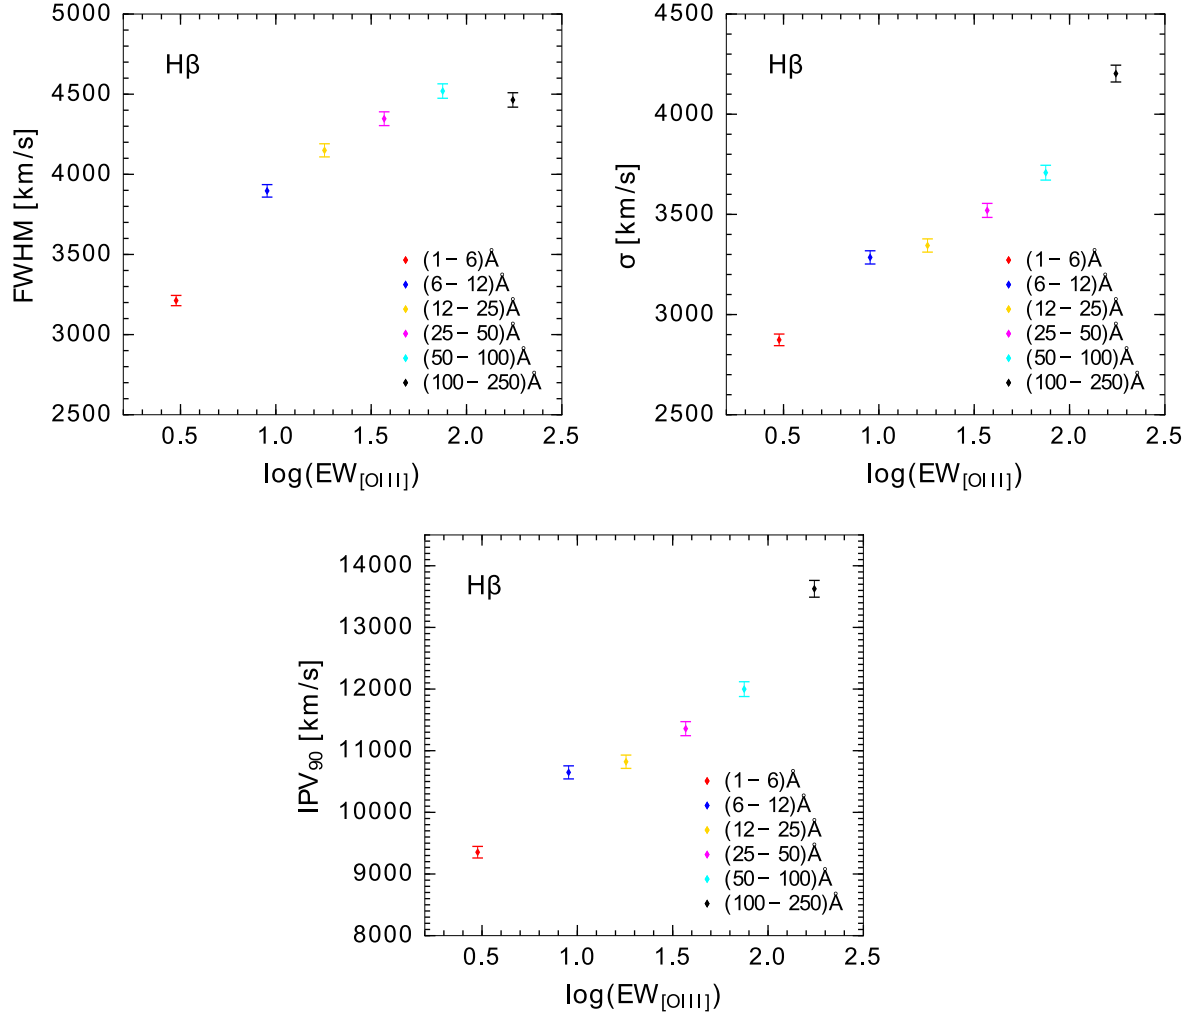 Hβ
FWHM [km/s]
5000
4500
4000
3500
3000
2500
(1 − 6)Å
(6 − 12)Å
(12 − 25)Å
(25 − 50)Å
(50 − 100)Å
(100 − 250)Å
0.5 1.0 1.5 2.0 2.5
log(EW[OIII])
Hβ
σ [km/s]
4500
4000
3500
3000
2500
(1 − 6)Å
(6 − 12)Å
(12 − 25)Å
(25 − 50)Å
(50 − 100)Å
(100 − 250)Å
0.5 1.0 1.5 2.0 2.5
log(EW[OIII])
Hβ
IPV90 [km/s]
14000
13000
12000
11000
10000
9000
8000
(1 − 6)Å
(6 − 12)Å
(12 − 25)Å
(25 − 50)Å
(50 − 100)Å
(100 − 250)Å
0.5 1.0 1.5 2.0 2.5
log(EW[OIII])